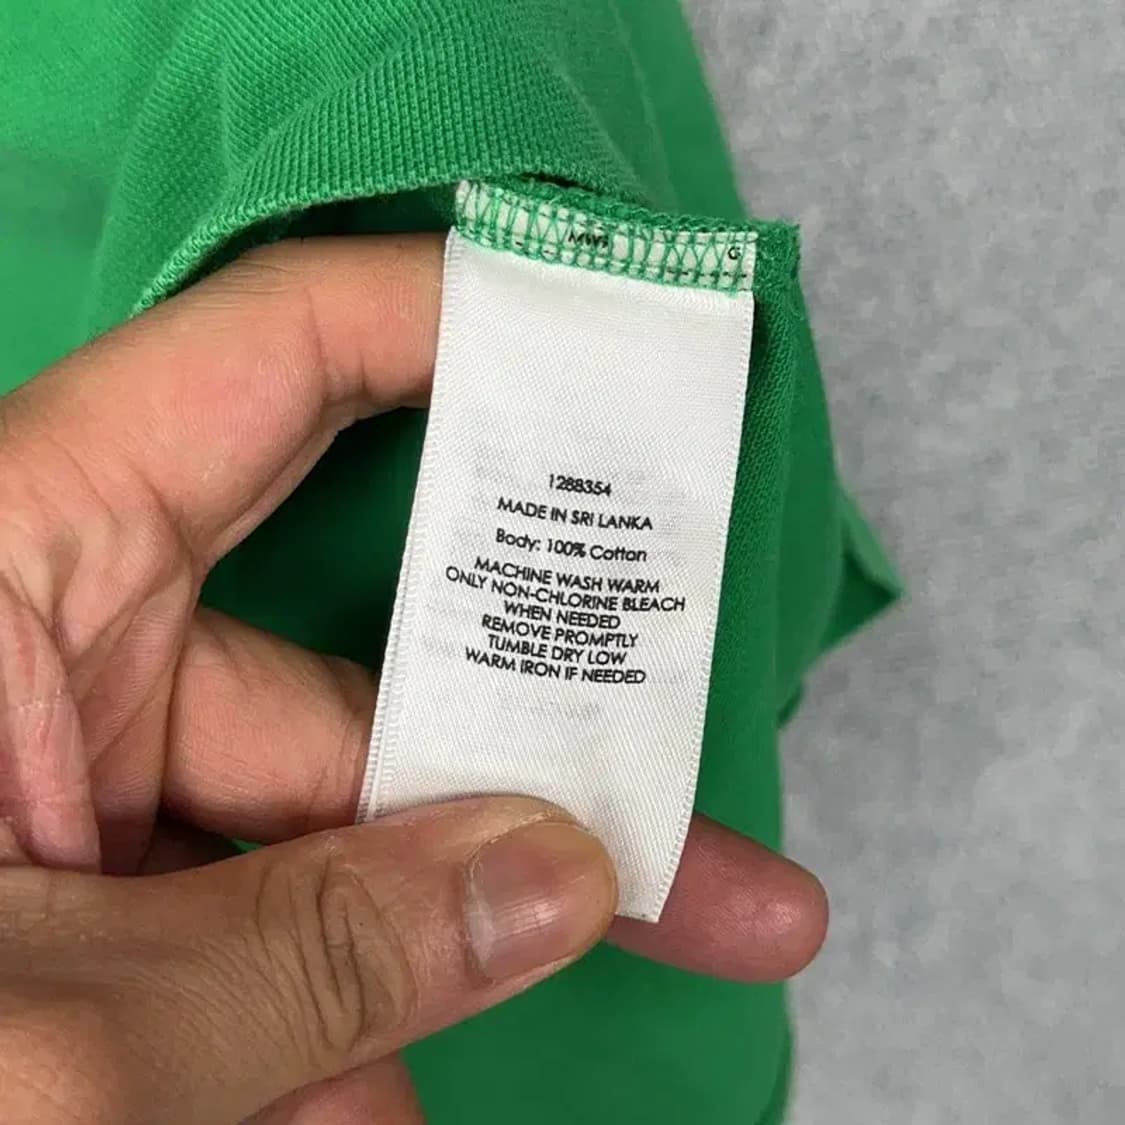 1288354
MADE IN SRI LANKA
Body: 100% Cotton
MACHINE WASH WARM
ONLY NON-CHLORINE BLEACH
WHEN NEEDED
REMOVE PROMPTLY
TUMBLE DRY LOW
WARM IRON IF NEEDED